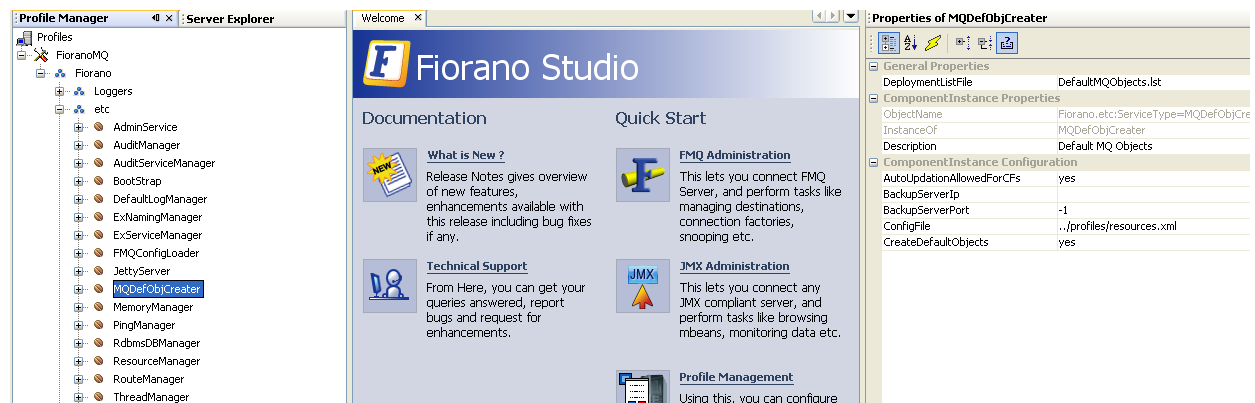 Profile Manager
Server Explorer
Profiles
FioranoMQ
Fiorano
Loggers
etc
AdminService
AuditManager
AuditServiceManager
BootStrap
DefaultLogManager
ExNamingManager
ExServiceManager
FMQConfigLoader
JettyServer
MQDefObjCreater
MemoryManager
PingManager
RdbmsDBManager
ResourceManager
RouteManager
ThreadManager
Welcome
F Fiorano Studio
Documentation
NEW
What is New ?
Release Notes gives overview
of new features,
enhancements available with
this release including bug fixes
if any.
Technical Support
From Here, you can get your
queries answered, report
bugs and request for
enhancements.
Quick Start
F
FMQ Administration
This lets you connect FMQ
Server, and perform tasks like
managing destinations,
connection factories,
snooping etc.
JMX
JMX Administration
This lets you connect any
JMX compliant server, and
perform tasks like browsing
mbeans, monitoring data etc.
Profile Management
Using this, you can configure
Properties of MQDefObjCreater
General Properties
DeploymentListFile DefaultMQObjects.lst
ComponentInstance Properties
ObjectName Fiorano.etc:ServiceType=MQDefObjCre
InstanceOf MQDefObjCreater
Description Default MQ Objects
ComponentInstance Configuration
AutoUpdationAllowedForCFs yes
BackupServerIp
BackupServerPort -1
ConfigFile ../profiles/resources.xml
CreateDefaultObjects yes